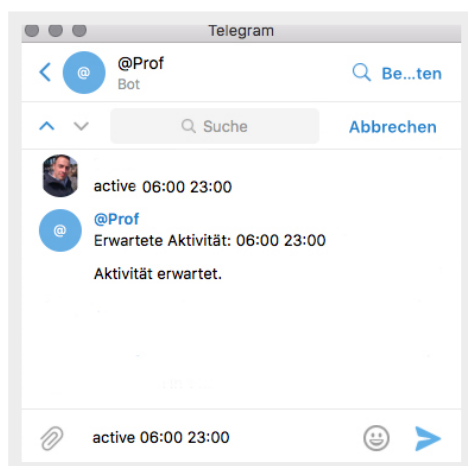 Telegram
@
@Prof
Bot
Be...ten
Suche
Abbrechen
active 06:00 23:00
@
@Prof
Erwartete Aktivität: 06:00 23:00
Aktivität erwartet.
active 06:00 23:00